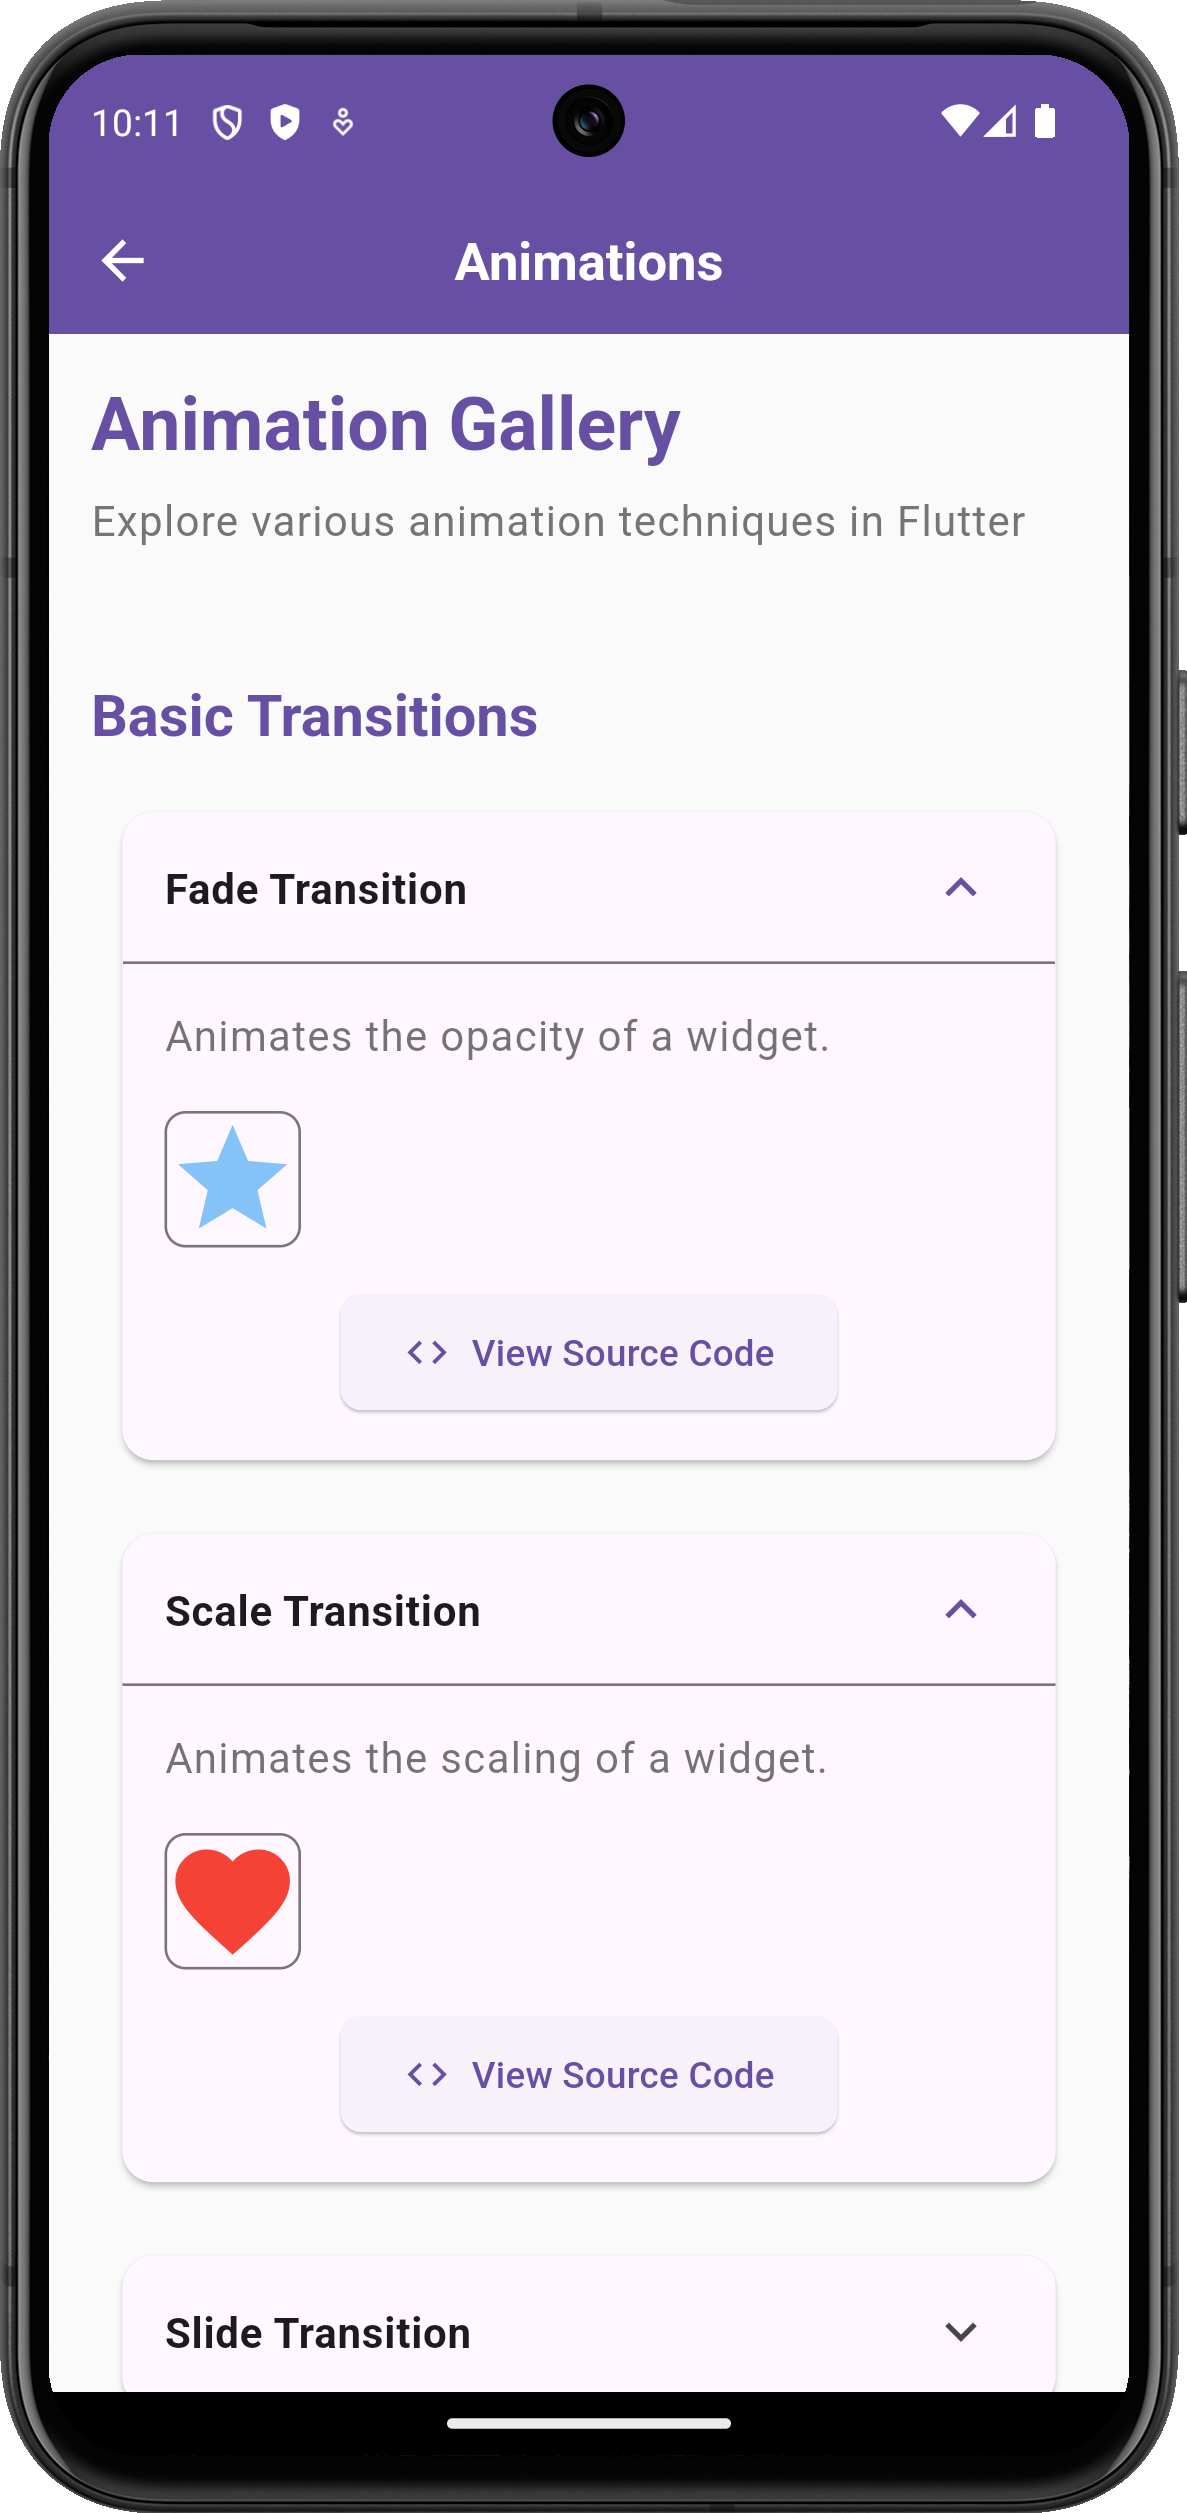 10:11
Animations
Animation Gallery
Explore various animation techniques in Flutter
Basic Transitions
Fade Transition
Animates the opacity of a widget.
View Source Code
Scale Transition
Animates the scaling of a widget.
View Source Code
Slide Transition